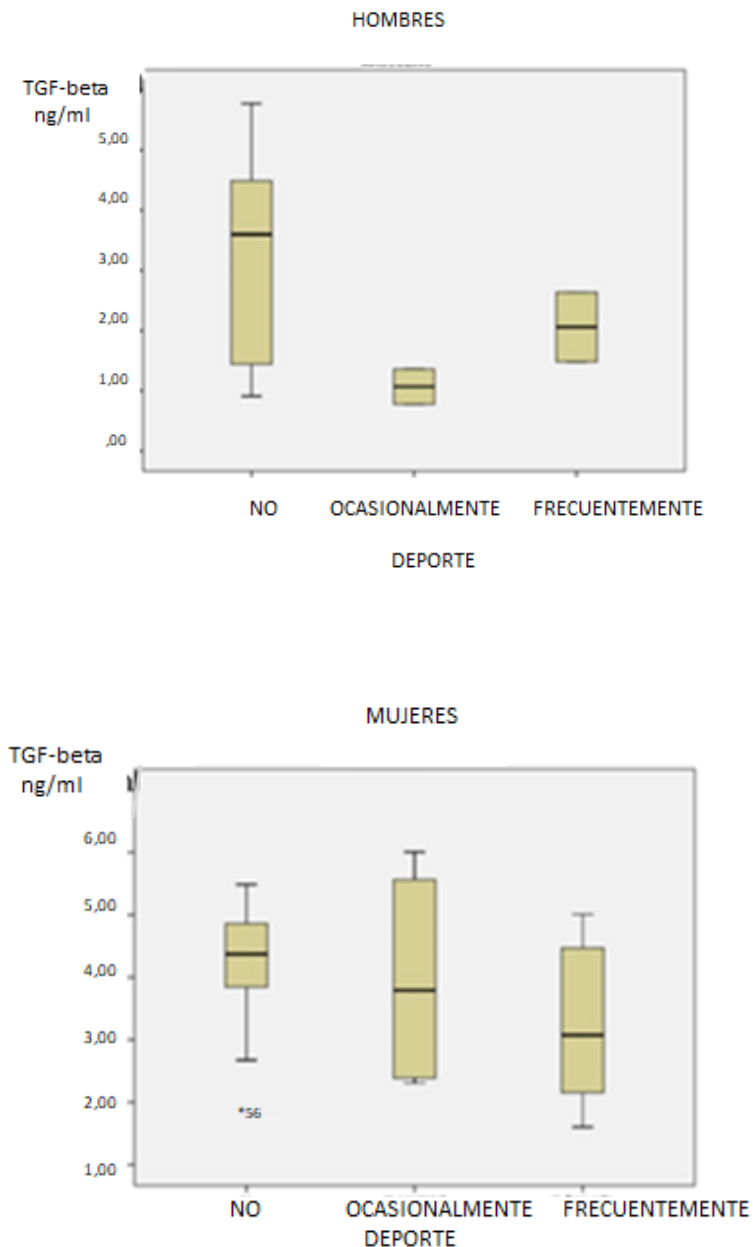 HOMBRES
TGF-beta
ng/ml
5,00
4,00
3,00
2,00
1,00
,00
NO OCASIONALMENTE FRECUENTEMENTE
DEPORTE
MUJERES
TGF-beta
ng/ml
6,00
5,00
4,00
3,00
2,00
*56
1,00
NO OCASIONALMENTE FRECUENTEMENTE
DEPORTE